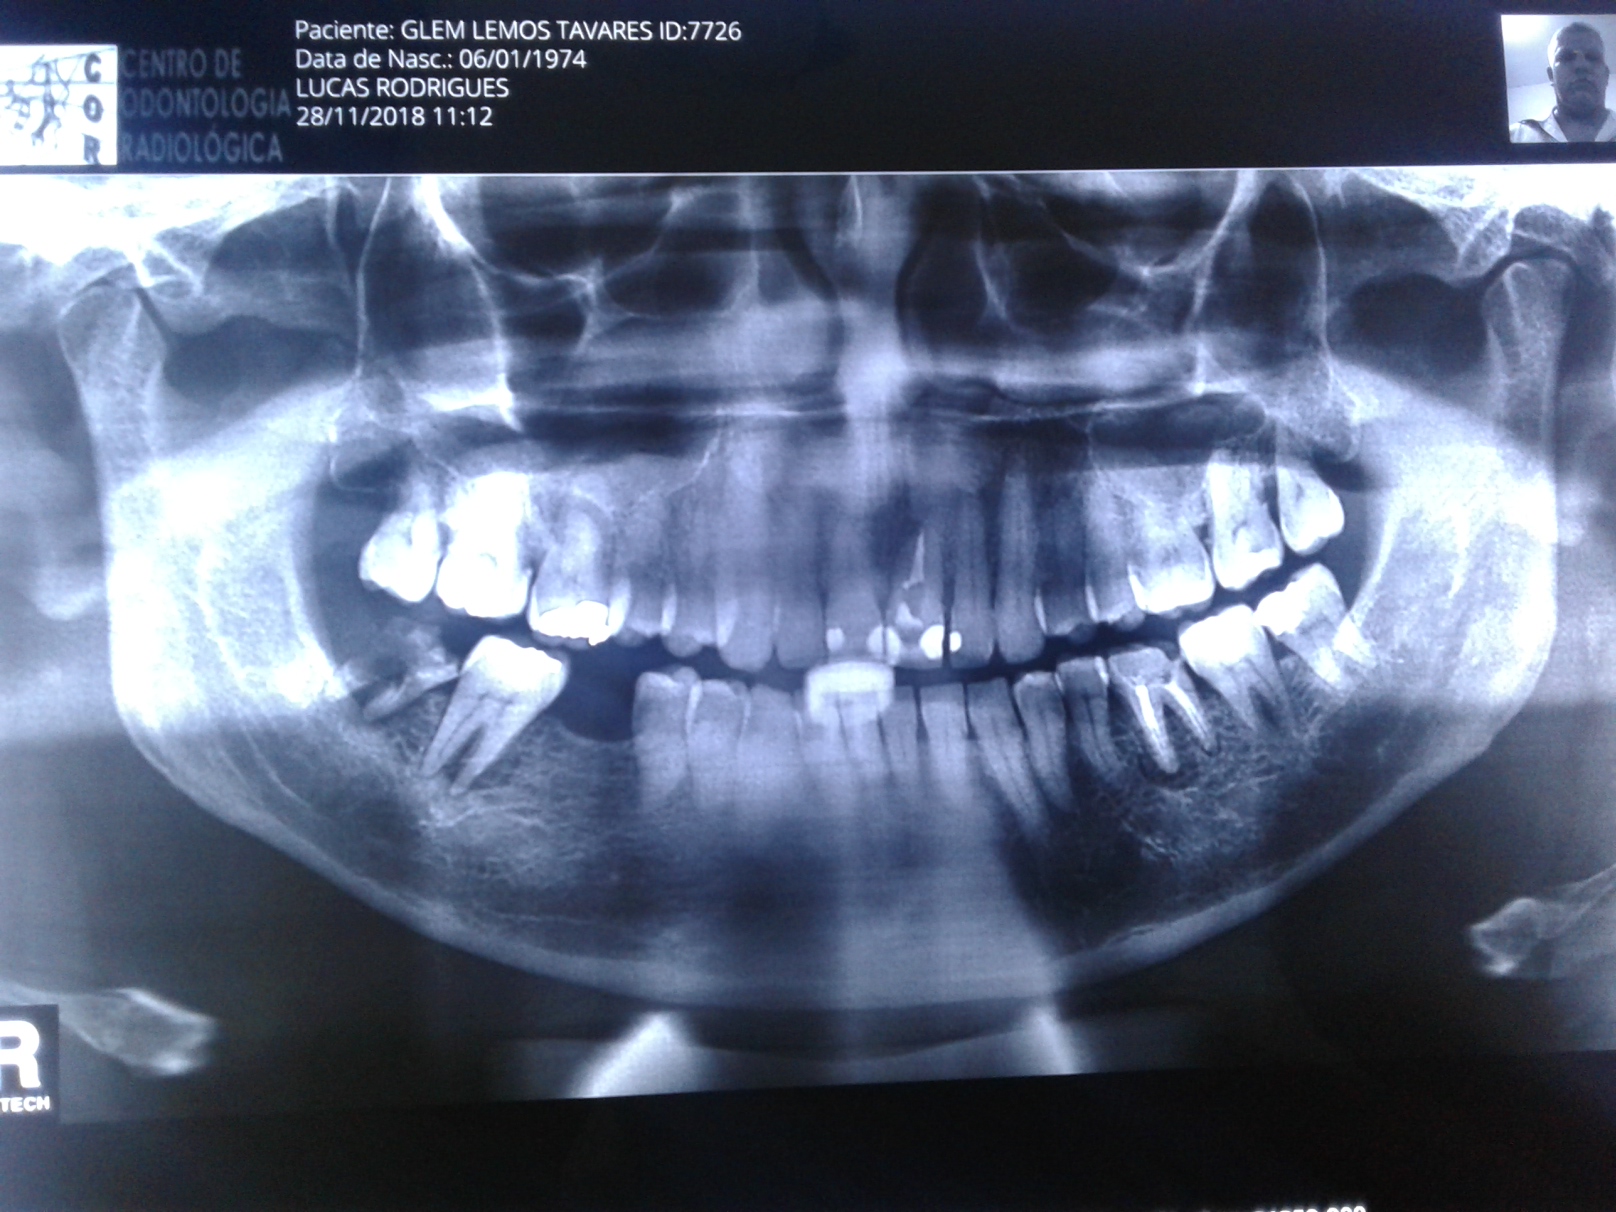 Paciente: GLEM LEMOS TAVARES ID:7726
Data de Nasc.: 06/01/1974
LUCAS RODRIGUES
28/11/2018 11:12
COR
CENTRO DE
ODONTOLOGIA
RADIOLÓGICA
R
TECH